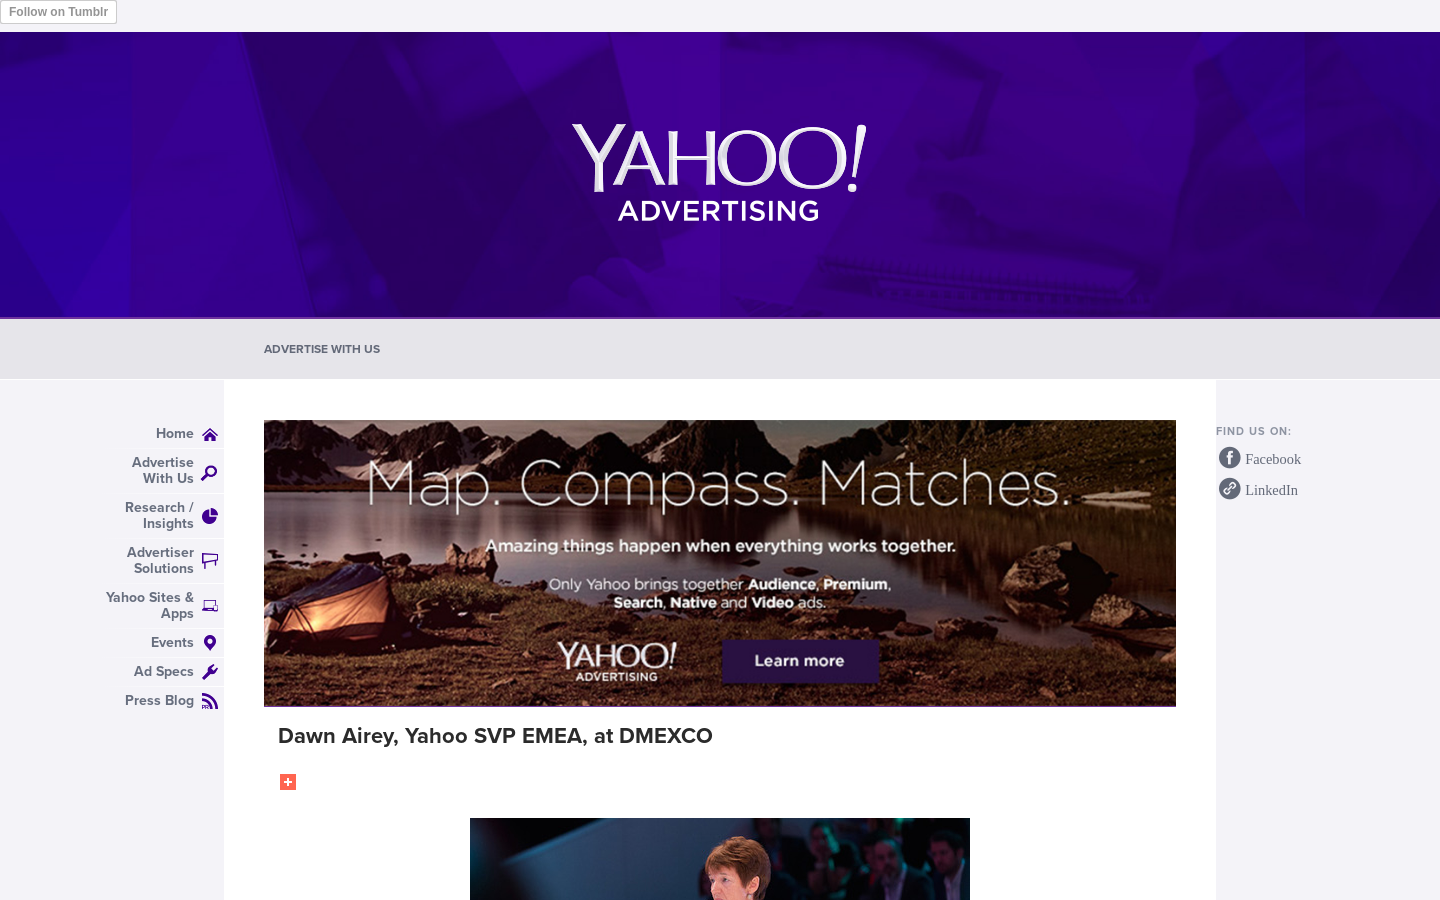 Follow on Tumblr
YAHOO!
ADVERTISING
ADVERTISE WITH US
Home
Advertise
With Us
Research /
Insights
Advertiser
Solutions
Yahoo Sites &
Apps
Events
Ad Specs
Press Blog
Map. Compass. Matches.
Amazing things happen when everything works together.
Only Yahoo brings together Audience, Premium,
Search, Native and Video ads.
YAHOO!
ADVERTISING
Learn more
Dawn Airey, Yahoo SVP EMEA, at DMEXCO
FIND US ON:
Facebook
LinkedIn